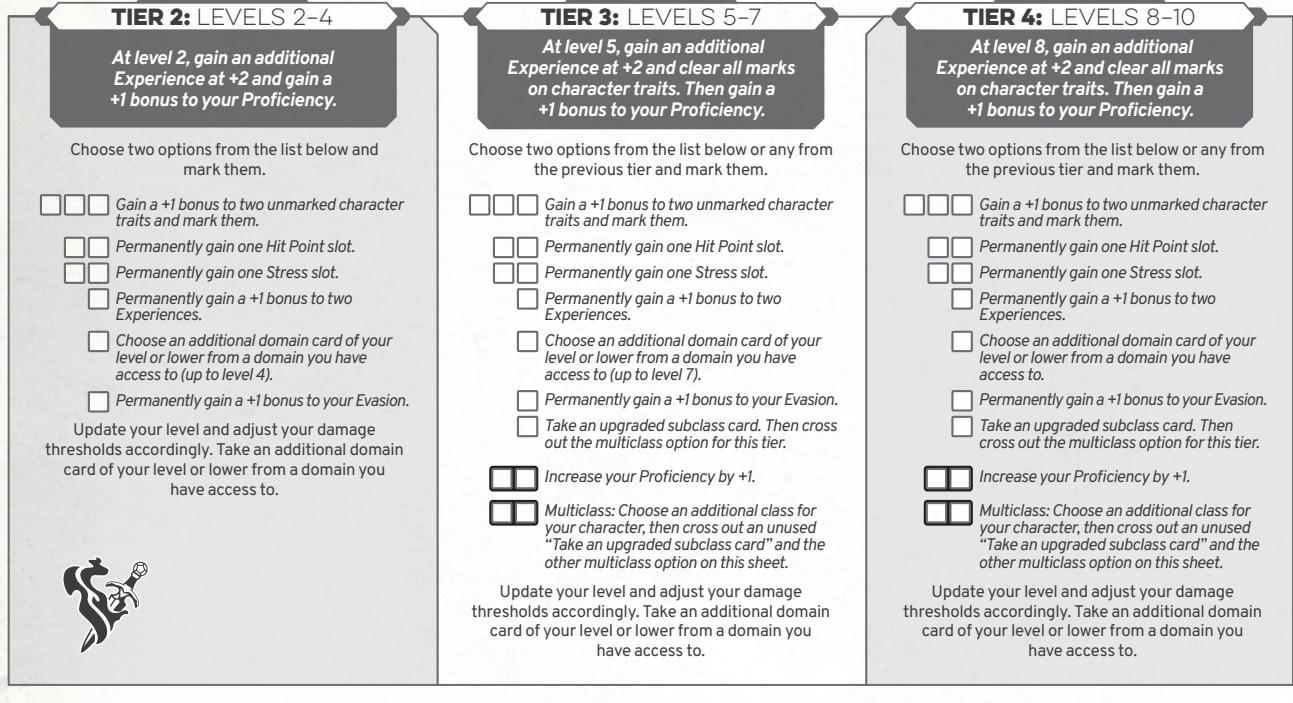 TIER 2: LEVELS 2–4
At level 2, gain an additional
Experience at +2 and gain a
+1 bonus to your Proficiency.
Choose two options from the list below and
mark them.
Gain a +1 bonus to two unmarked character
traits and mark them.
Permanently gain one Hit Point slot.
Permanently gain one Stress slot.
Permanently gain a +1 bonus to two
Experiences.
Choose an additional domain card of your
level or lower from a domain you have
access to (up to level 4).
Permanently gain a +1 bonus to your Evasion.
Update your level and adjust your damage
thresholds accordingly. Take an additional domain
card of your level or lower from a domain you
have access to.
TIER 3: LEVELS 5–7
At level 5, gain an additional
Experience at +2 and clear all marks
on character traits. Then gain a
+1 bonus to your Proficiency.
Choose two options from the list below or any from
the previous tier and mark them.
Gain a +1 bonus to two unmarked character
traits and mark them.
Permanently gain one Hit Point slot.
Permanently gain one Stress slot.
Permanently gain a +1 bonus to two
Experiences.
Choose an additional domain card of your
level or lower from a domain you have
access to (up to level 7).
Permanently gain a +1 bonus to your Evasion.
Take an upgraded subclass card. Then cross
out the multiclass option for this tier.
Increase your Proficiency by +1.
Multiclass: Choose an additional class for
your character, then cross out an unused
“Take an upgraded subclass card” and the
other multiclass option on this sheet.
Update your level and adjust your damage
thresholds accordingly. Take an additional domain
card of your level or lower from a domain you
have access to.
TIER 4: LEVELS 8–10
At level 8, gain an additional
Experience at +2 and clear all marks
on character traits. Then gain a
+1 bonus to your Proficiency.
Choose two options from the list below or any from
the previous tier and mark them.
Gain a +1 bonus to two unmarked character
traits and mark them.
Permanently gain one Hit Point slot.
Permanently gain one Stress slot.
Permanently gain a +1 bonus to two
Experiences.
Choose an additional domain card of your
level or lower from a domain you have
access to.
Permanently gain a +1 bonus to your Evasion.
Take an upgraded subclass card. Then
cross out the multiclass option for this tier.
Increase your Proficiency by +1.
Multiclass: Choose an additional class for
your character, then cross out an unused
“Take an upgraded subclass card” and the
other multiclass option on this sheet.
Update your level and adjust your damage
thresholds accordingly. Take an additional domain
card of your level or lower from a domain you
have access to.